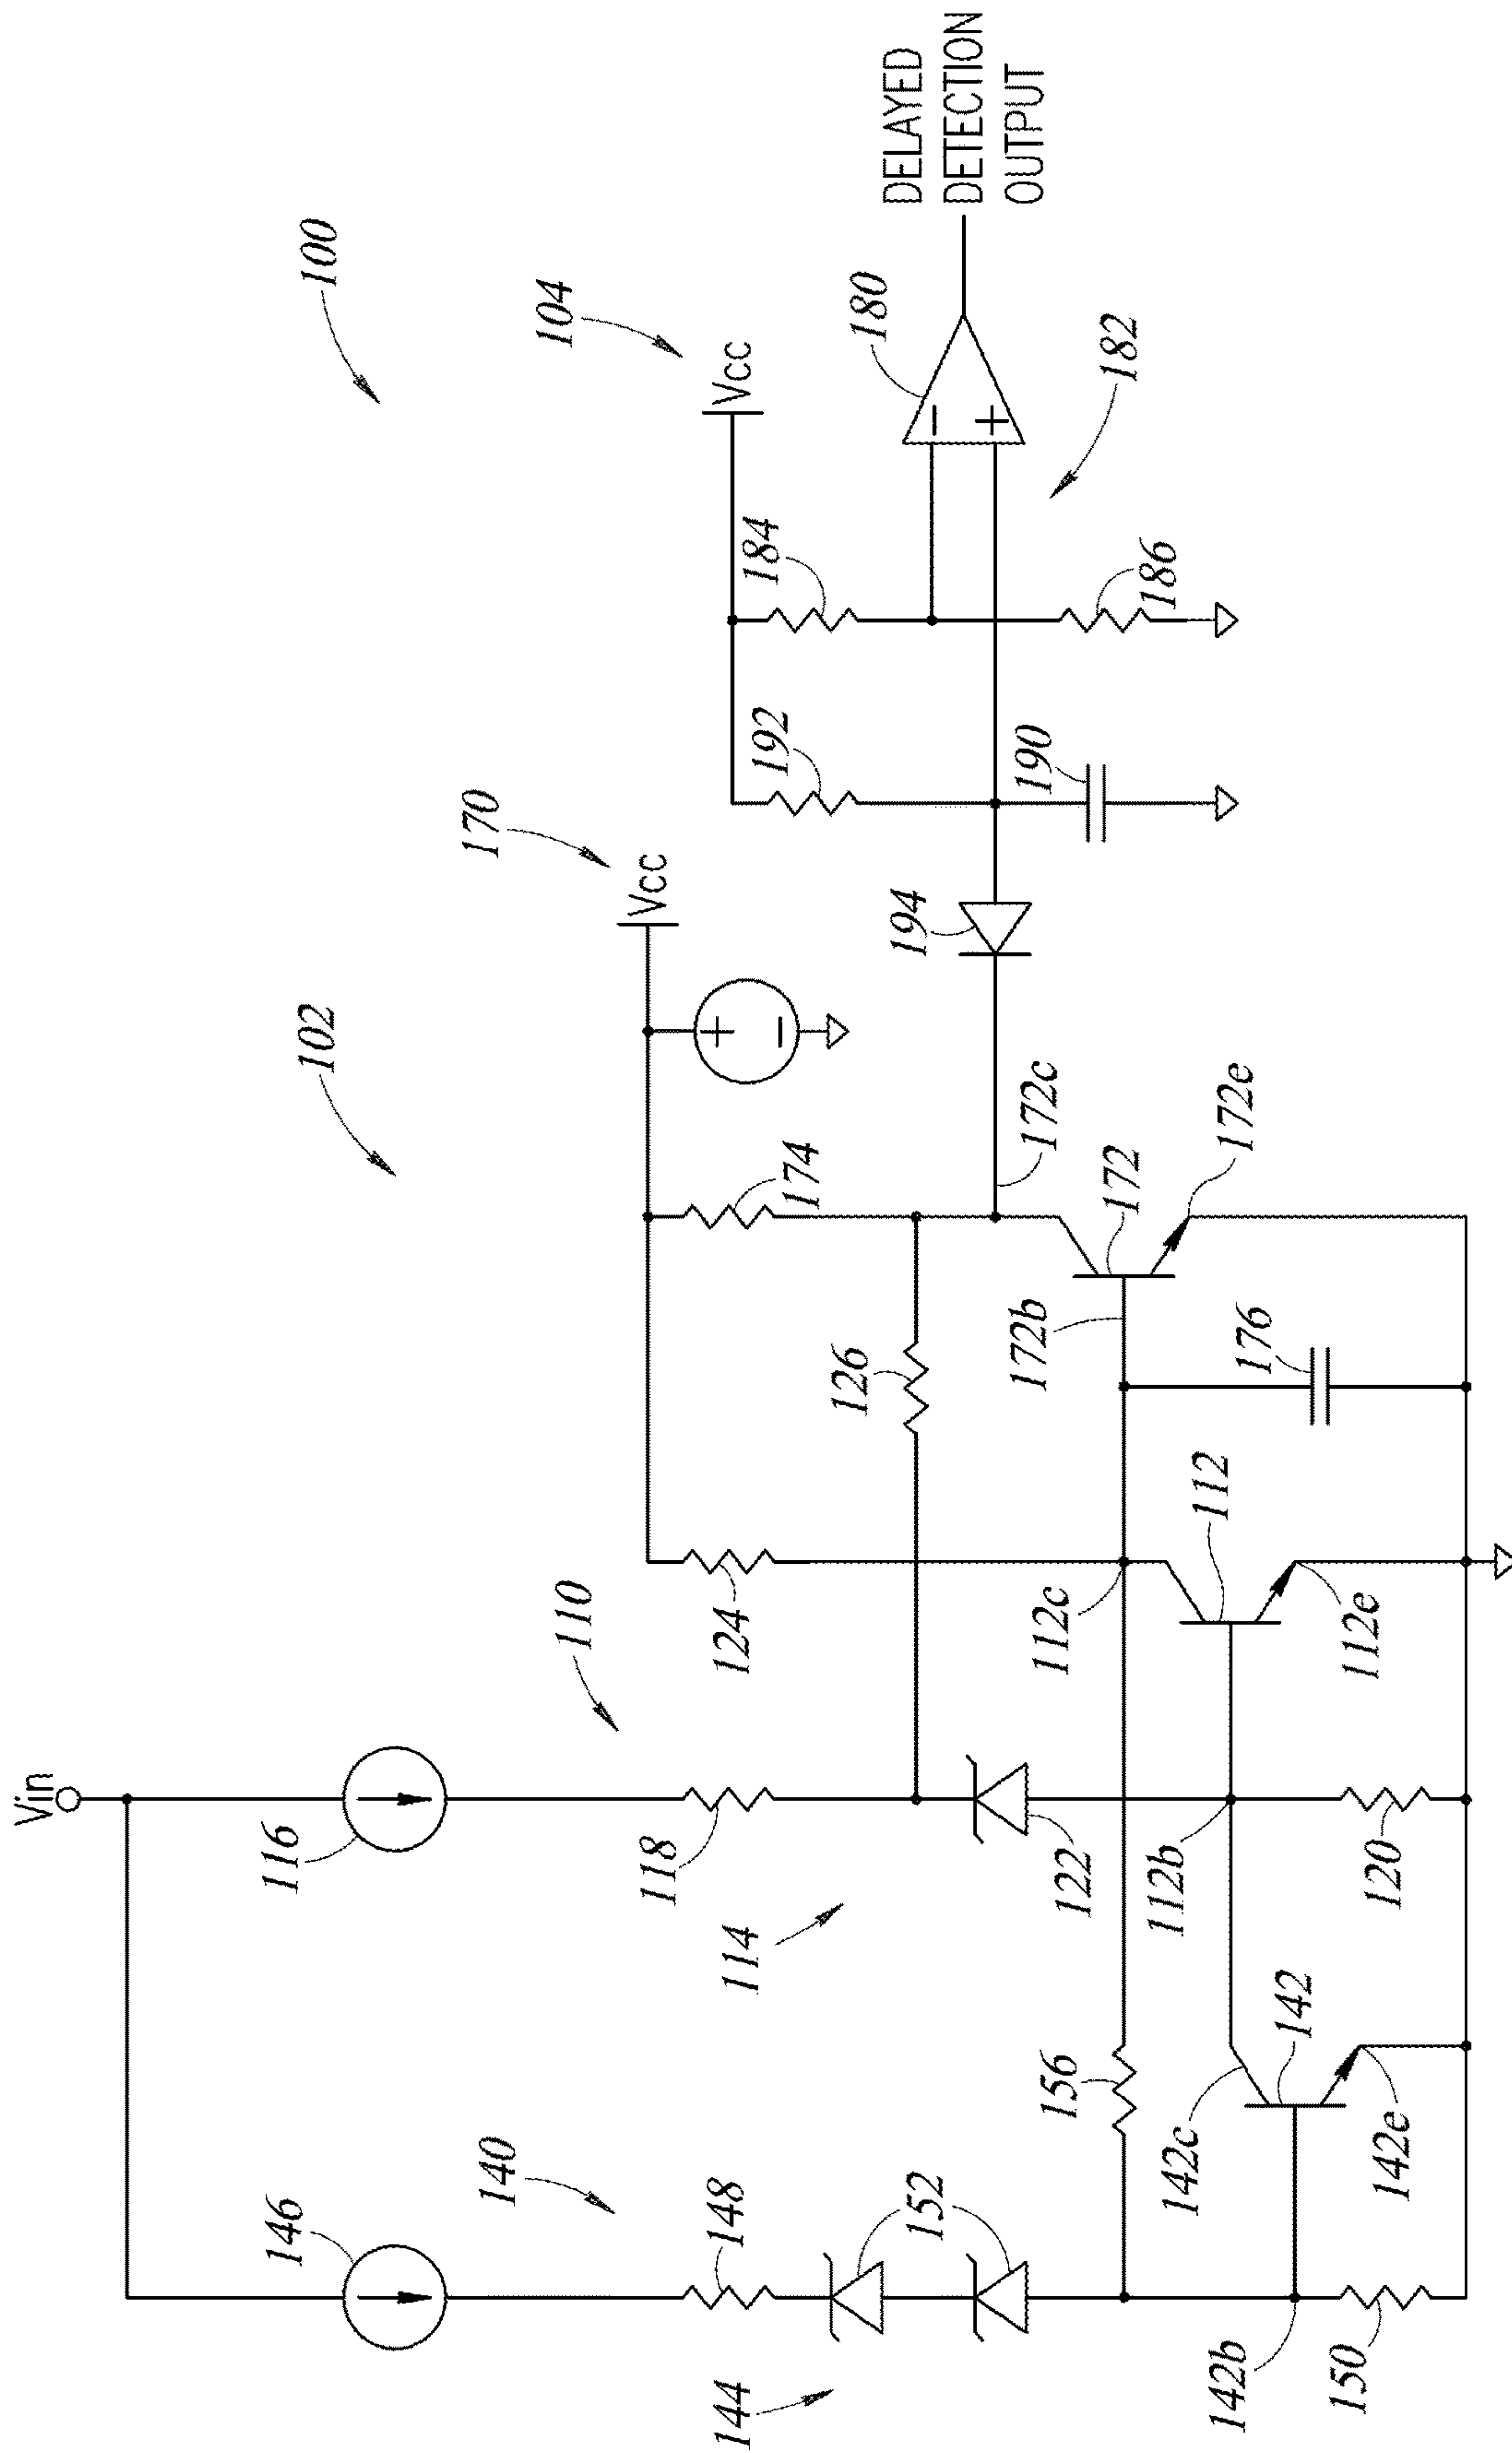 100
102
104
170
Vcc
Vcc
Vin
110
116
146
140
118
148
114
144
124
126
174
192
184
180
DELAYED
DETECTION
OUTPUT
−
+
182
186
190
194
+
−
172c
172
172e
172b
176
112c
112
112e
122
112b
120
156
152
142c
142
142e
142b
150